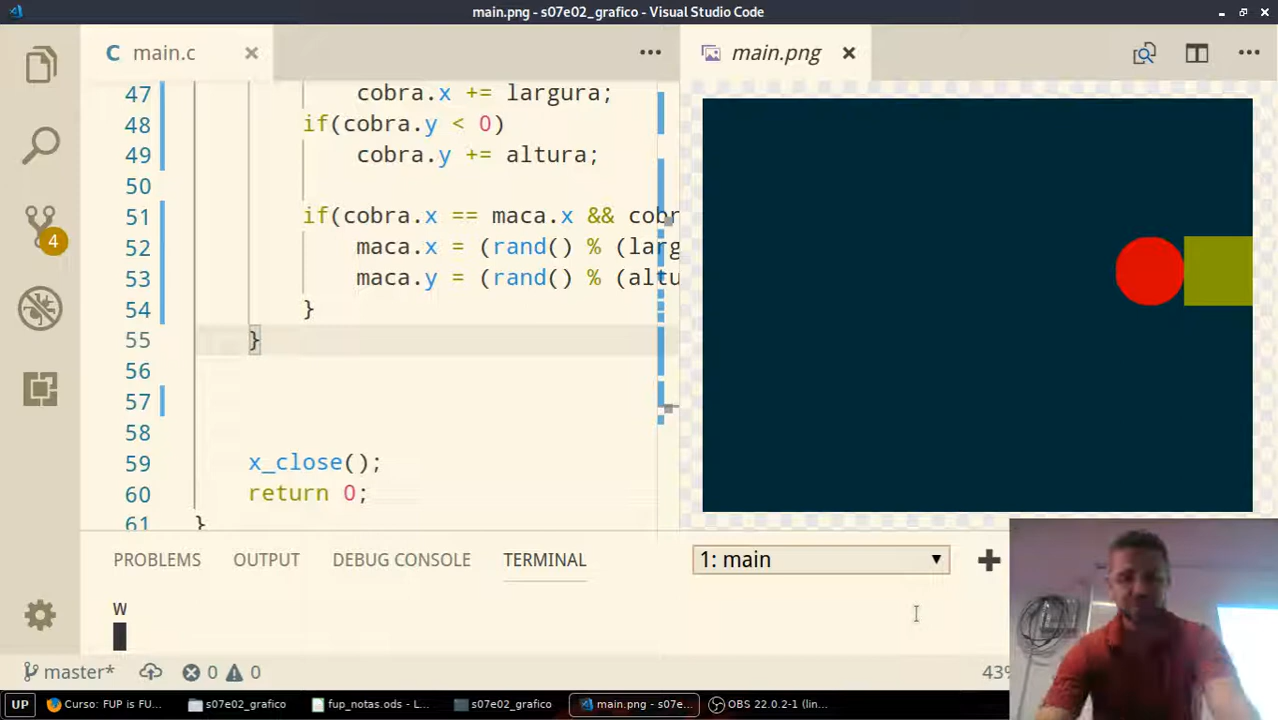 main.png - s07e02_grafico - Visual Studio Code
main.c
main.png
47 cobra.x += largura;
48 if(cobra.y < 0)
49 cobra.y += altura;
50
51 if(cobra.x == maca.x && cobr
52 maca.x = (rand() % (larg
53 maca.y = (rand() % (altu
54 }
55 }
56
57
58
59 x_close();
60 return 0;
61 }
4
PROBLEMS OUTPUT DEBUG CONSOLE TERMINAL 1: main
w
master* 0 0 43%
UP Curso: FUP is FU... s07e02_grafico fup_notas.ods - L... s07e02_grafico main.png - s07e... OBS 22.0.2-1 (lin...